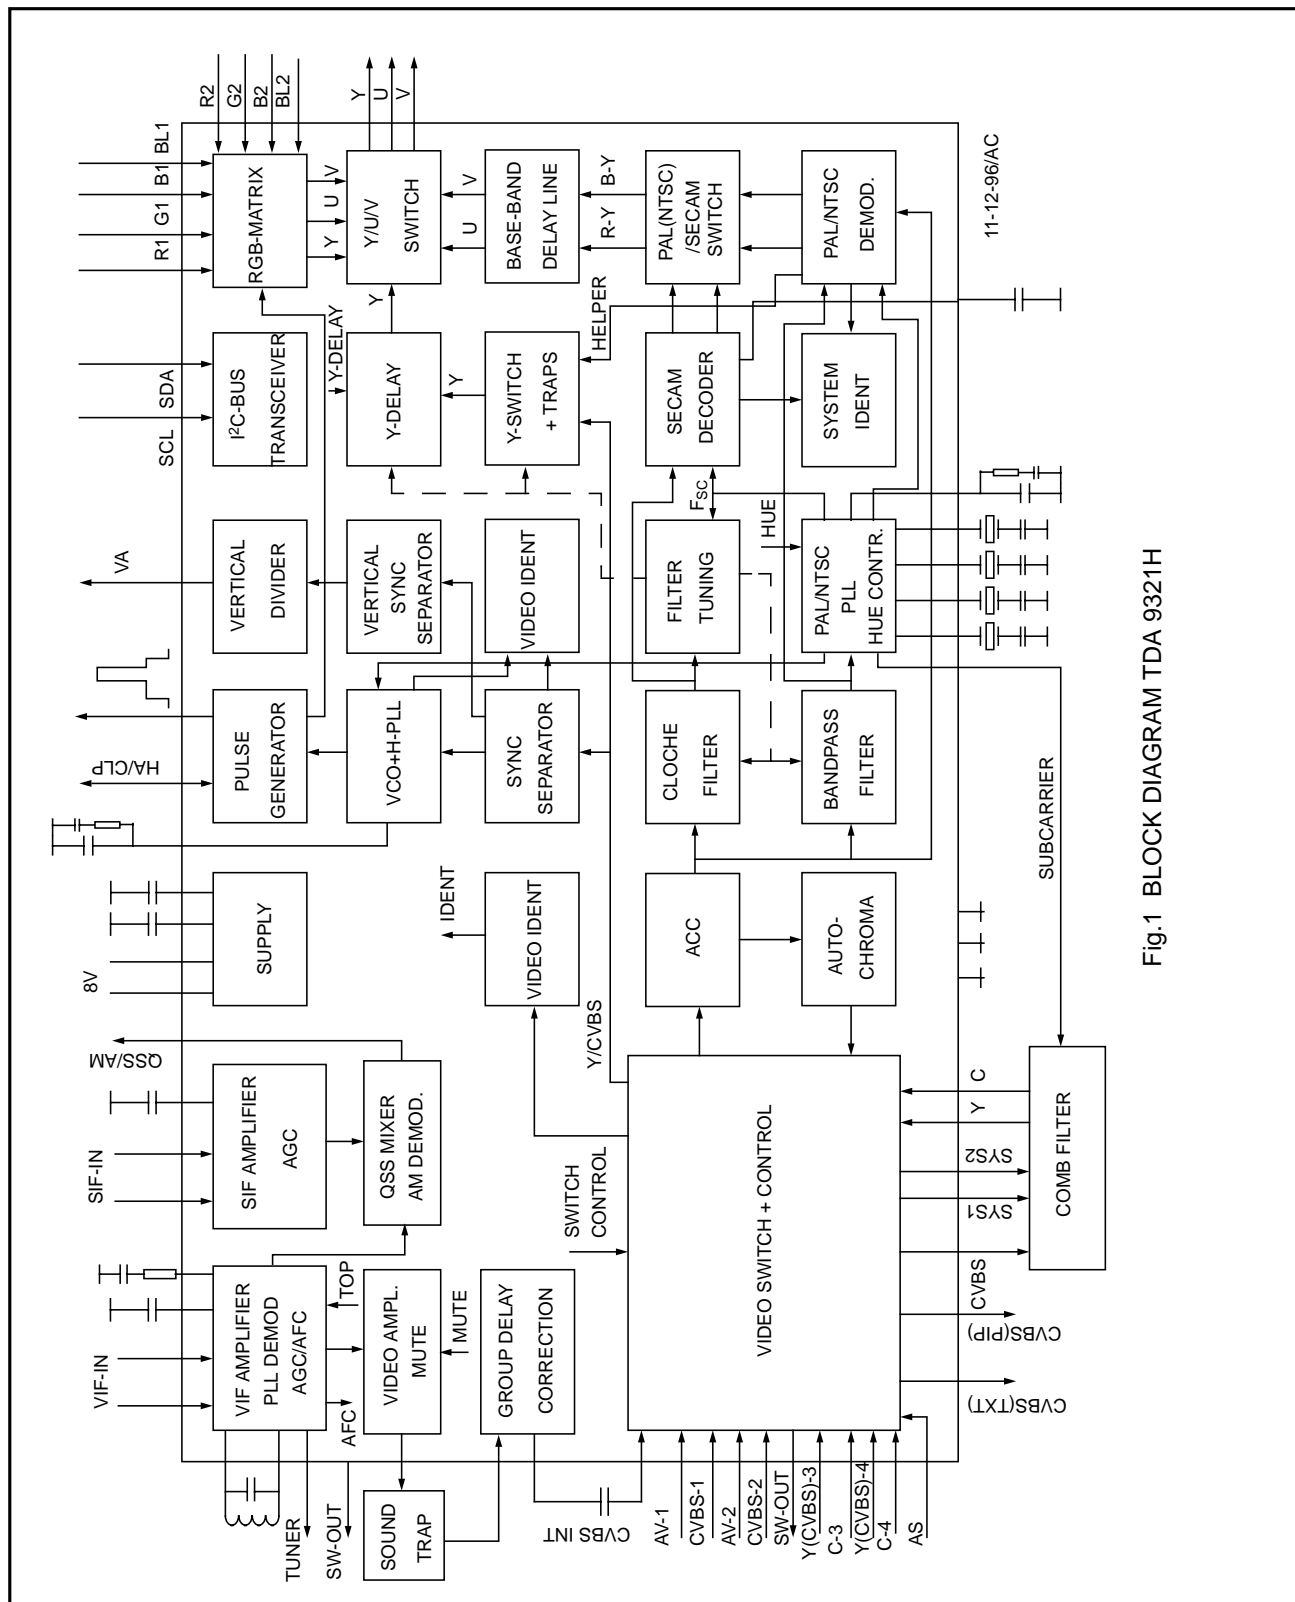 VIF-IN
SIF-IN
QSS/AM
8V
HA/CLP
VA
SCL
SDA
R1
G1
B1
BL1
R2
G2
B2
BL2
VIF AMPLIFIER
PLL DEMOD
AGC/AFC
SIF AMPLIFIER
AGC
SUPPLY
PULSE
GENERATOR
VERTICAL
DIVIDER
I²C-BUS
TRANSCEIVER
RGB-MATRIX
TUNER
SW-OUT
AFC
TOP
Y-DELAY
Y
U
V
VIDEO AMPL.
MUTE
QSS MIXER
AM DEMOD.
VCO+H-PLL
VERTICAL
SYNC
SEPARATOR
Y-DELAY
Y
Y/U/V
SWITCH
Y
U
V
SOUND
TRAP
MUTE
IDENT
Y
U
V
GROUP DELAY
CORRECTION
VIDEO IDENT
SYNC
SEPARATOR
VIDEO IDENT
Y-SWITCH
+ TRAPS
BASE-BAND
DELAY LINE
CVBS INT
SWITCH
CONTROL
Y/CVBS
HELPER
R-Y
B-Y
AV-1
CVBS-1
AV-2
CVBS-2
SW-OUT
Y(CVBS)-3
C-3
Y(CVBS)-4
C-4
AS
VIDEO SWITCH + CONTROL
ACC
CLOCHE
FILTER
FILTER
TUNING
FSC
SECAM
DECODER
PAL(NTSC)
/SECAM
SWITCH
HUE
AUTO-
CHROMA
BANDPASS
FILTER
PAL/NTSC
PLL
HUE CONTR.
SYSTEM
IDENT
PAL/NTSC
DEMOD.
CVBS(TXT)
CVBS(PIP)
CVBS
SYS1
SYS2
Y
C
SUBCARRIER
11-12-96/AC
COMB FILTER
Fig.1 BLOCK DIAGRAM TDA 9321H